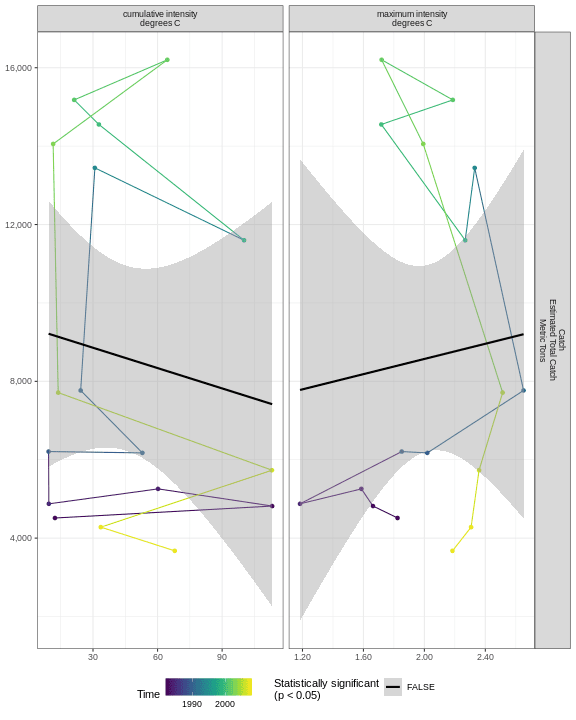 cumulative intensity
degrees C
maximum intensity
degrees C
16,000
12,000
8,000
4,000
Catch
Estimated Total Catch
Metric Tons
30
60
90
1.20
1.60
2.00
2.40
Time
1990
2000
Statistically significant
(p < 0.05)
FALSE